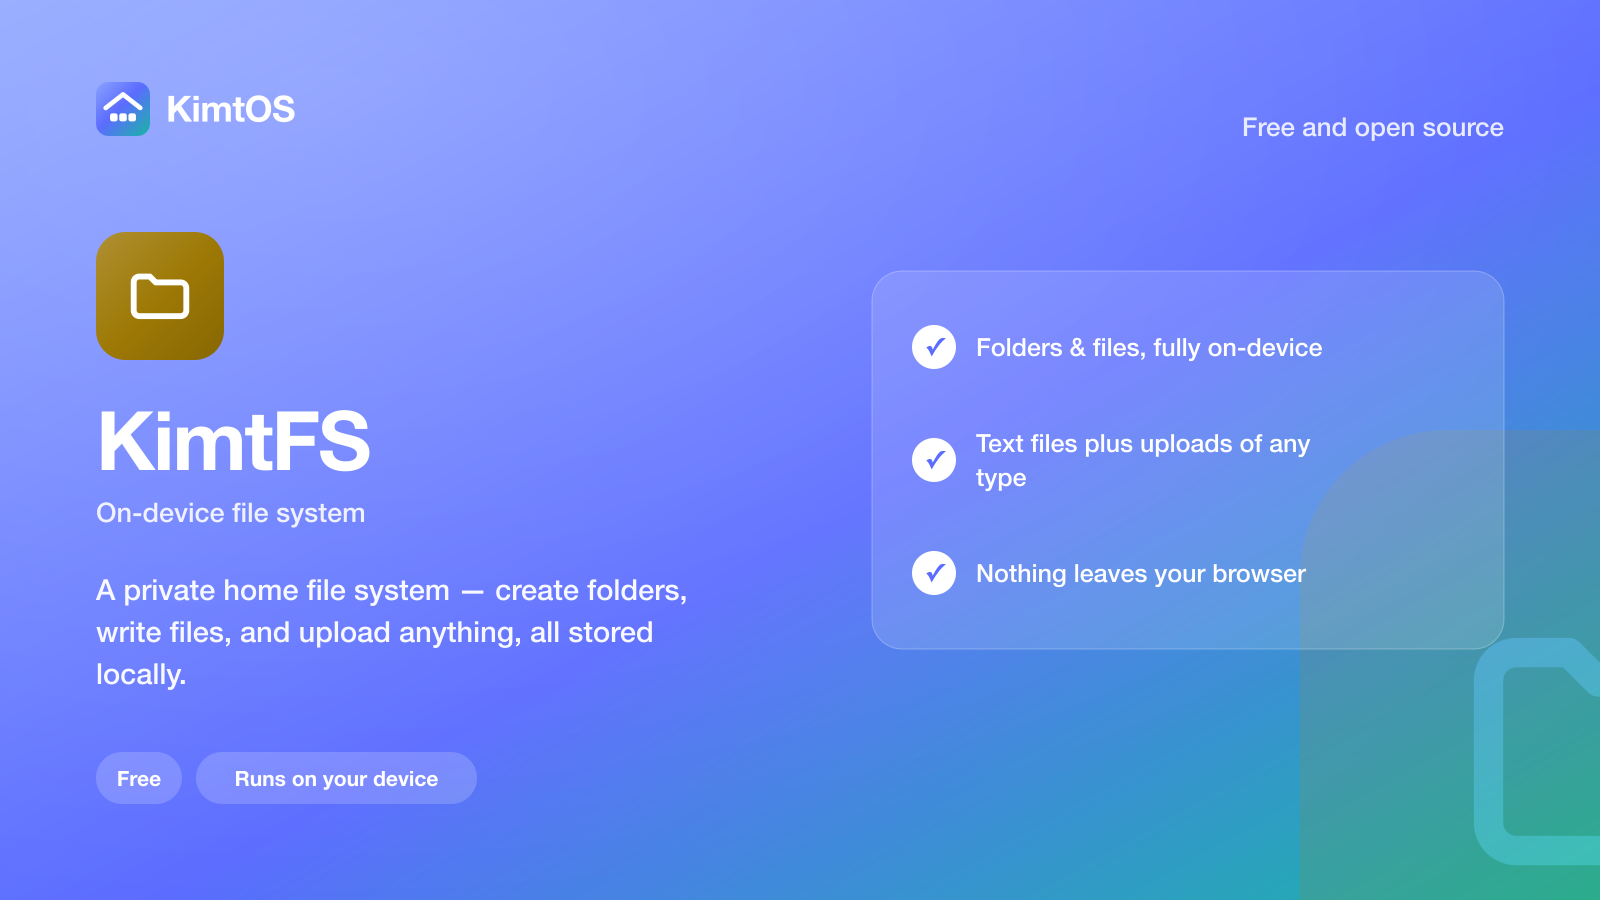 KimtOS
Free and open source
KimtFS
On-device file system
A private home file system — create folders,
write files, and upload anything, all stored
locally.
Free
Runs on your device
Folders & files, fully on-device
Text files plus uploads of any
type
Nothing leaves your browser